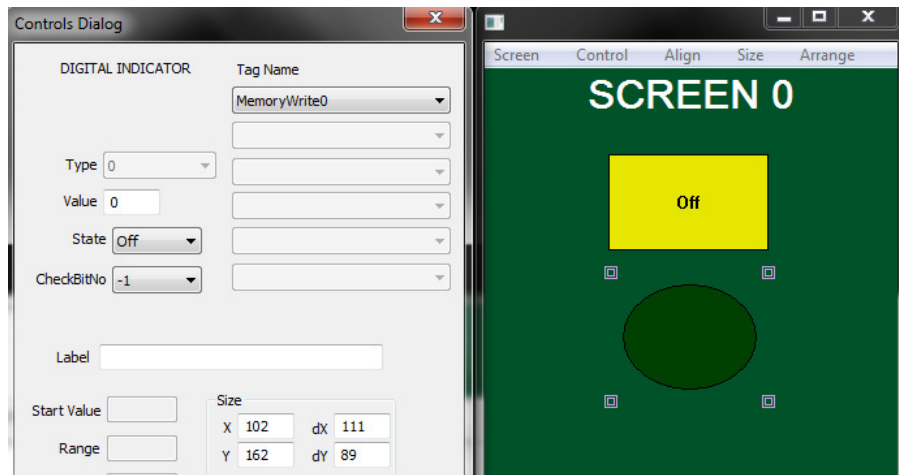 Controls Dialog
DIGITAL INDICATOR
Tag Name
MemoryWrite0
Type 0
Value 0
State Off
CheckBitNo -1
Label
Start Value
Range
Size
X 102 dX 111
Y 162 dY 89
Screen Control Align Size Arrange
SCREEN 0
Off